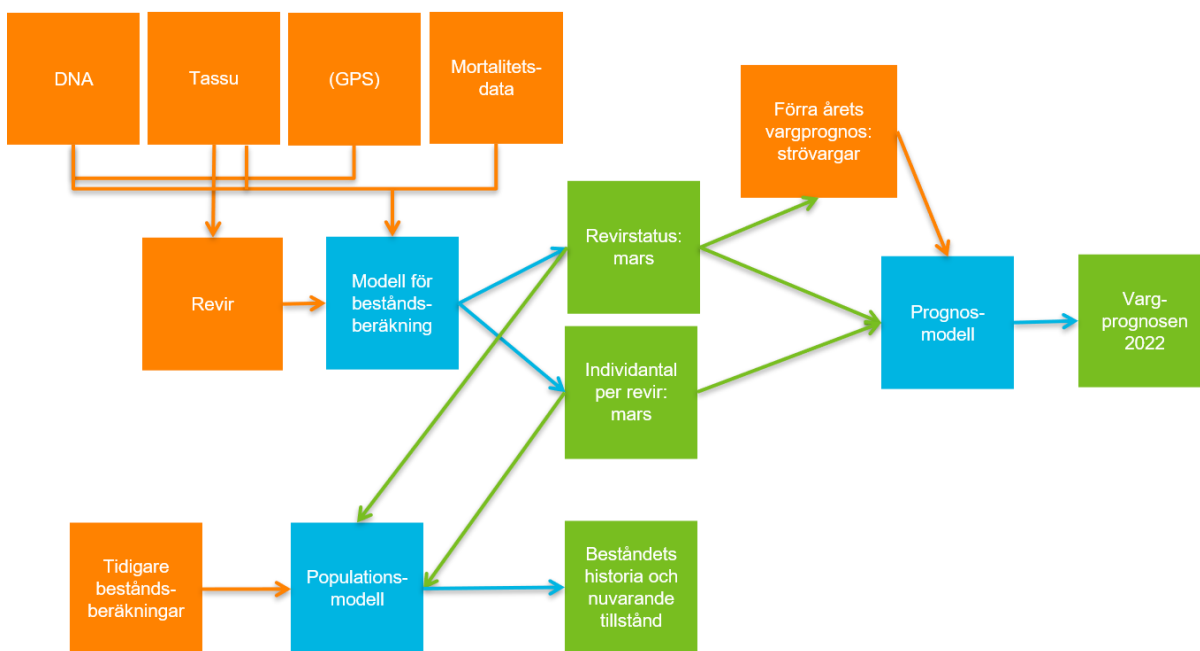 DNA
Tassu
(GPS)
Mortalitets-
data
Förra årets
vargprognos:
strövargar
Revir
Modell för
bestånds-
beräkning
Revirstatus:
mars
Individantal
per revir:
mars
Prognos-
modell
Varg-
prognosen
2022
Tidigare
bestånds-
beräkningar
Populations-
modell
Beståndets
historia och
nuvarande
tillstånd